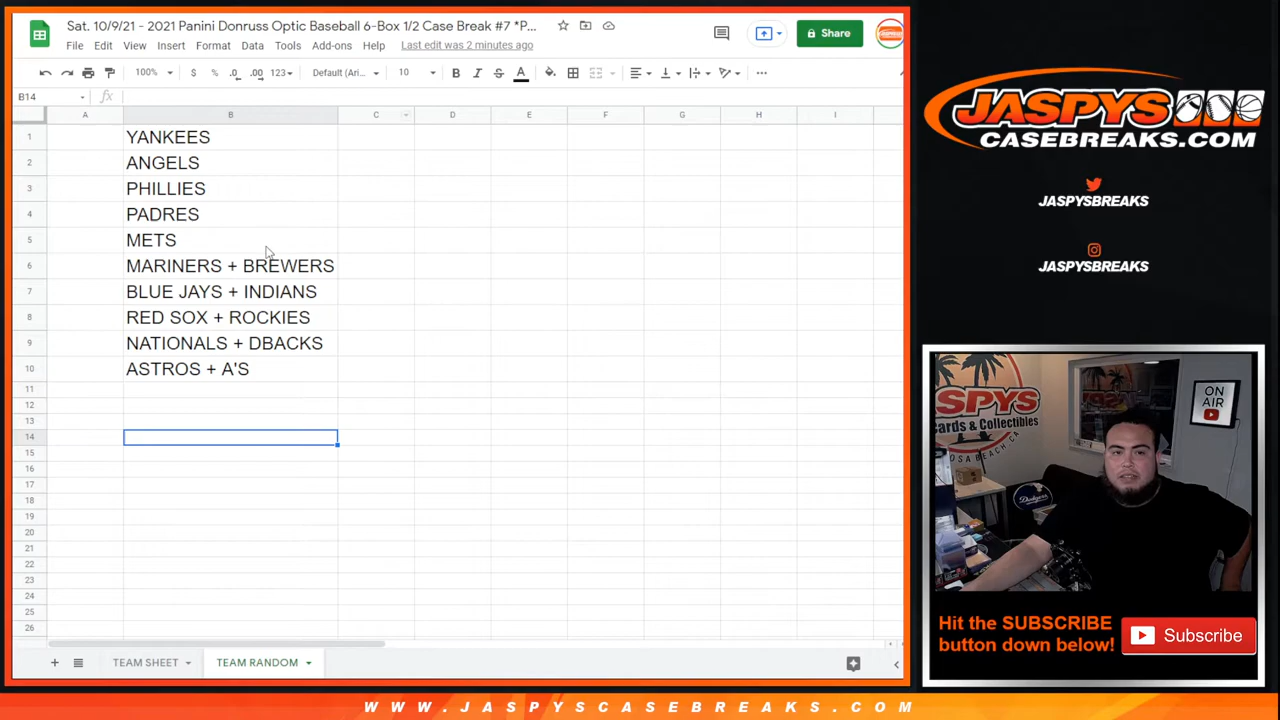 Sat. 10/9/21 - 2021 Panini Donruss Optic Baseball 6-Box 1/2 Case Break #7 *P...
File Edit View Insert Format Data Tools Add-ons Help Last edit was 2 minutes ago
Share
100% $ % .0 .00 123 Default (Ari... 10 B I S A
B14 fx
A B C D E F G H I
1 YANKEES
2 ANGELS
3 PHILLIES
4 PADRES
5 METS
6 MARINERS + BREWERS
7 BLUE JAYS + INDIANS
8 RED SOX + ROCKIES
9 NATIONALS + DBACKS
10 ASTROS + A'S
11
12
13
14
15
16
17
18
19
20
21
22
23
24
25
26
TEAM SHEET TEAM RANDOM
JASPYS
CASEBREAKS.COM
JASPYSBREAKS
JASPYSBREAKS
ON
AIR
SPYS
Cards & Collectibles
Dodgers
Hit the SUBSCRIBE
button down below!
Subscribe
WWW.JASPYSCASEBREAKS.COM